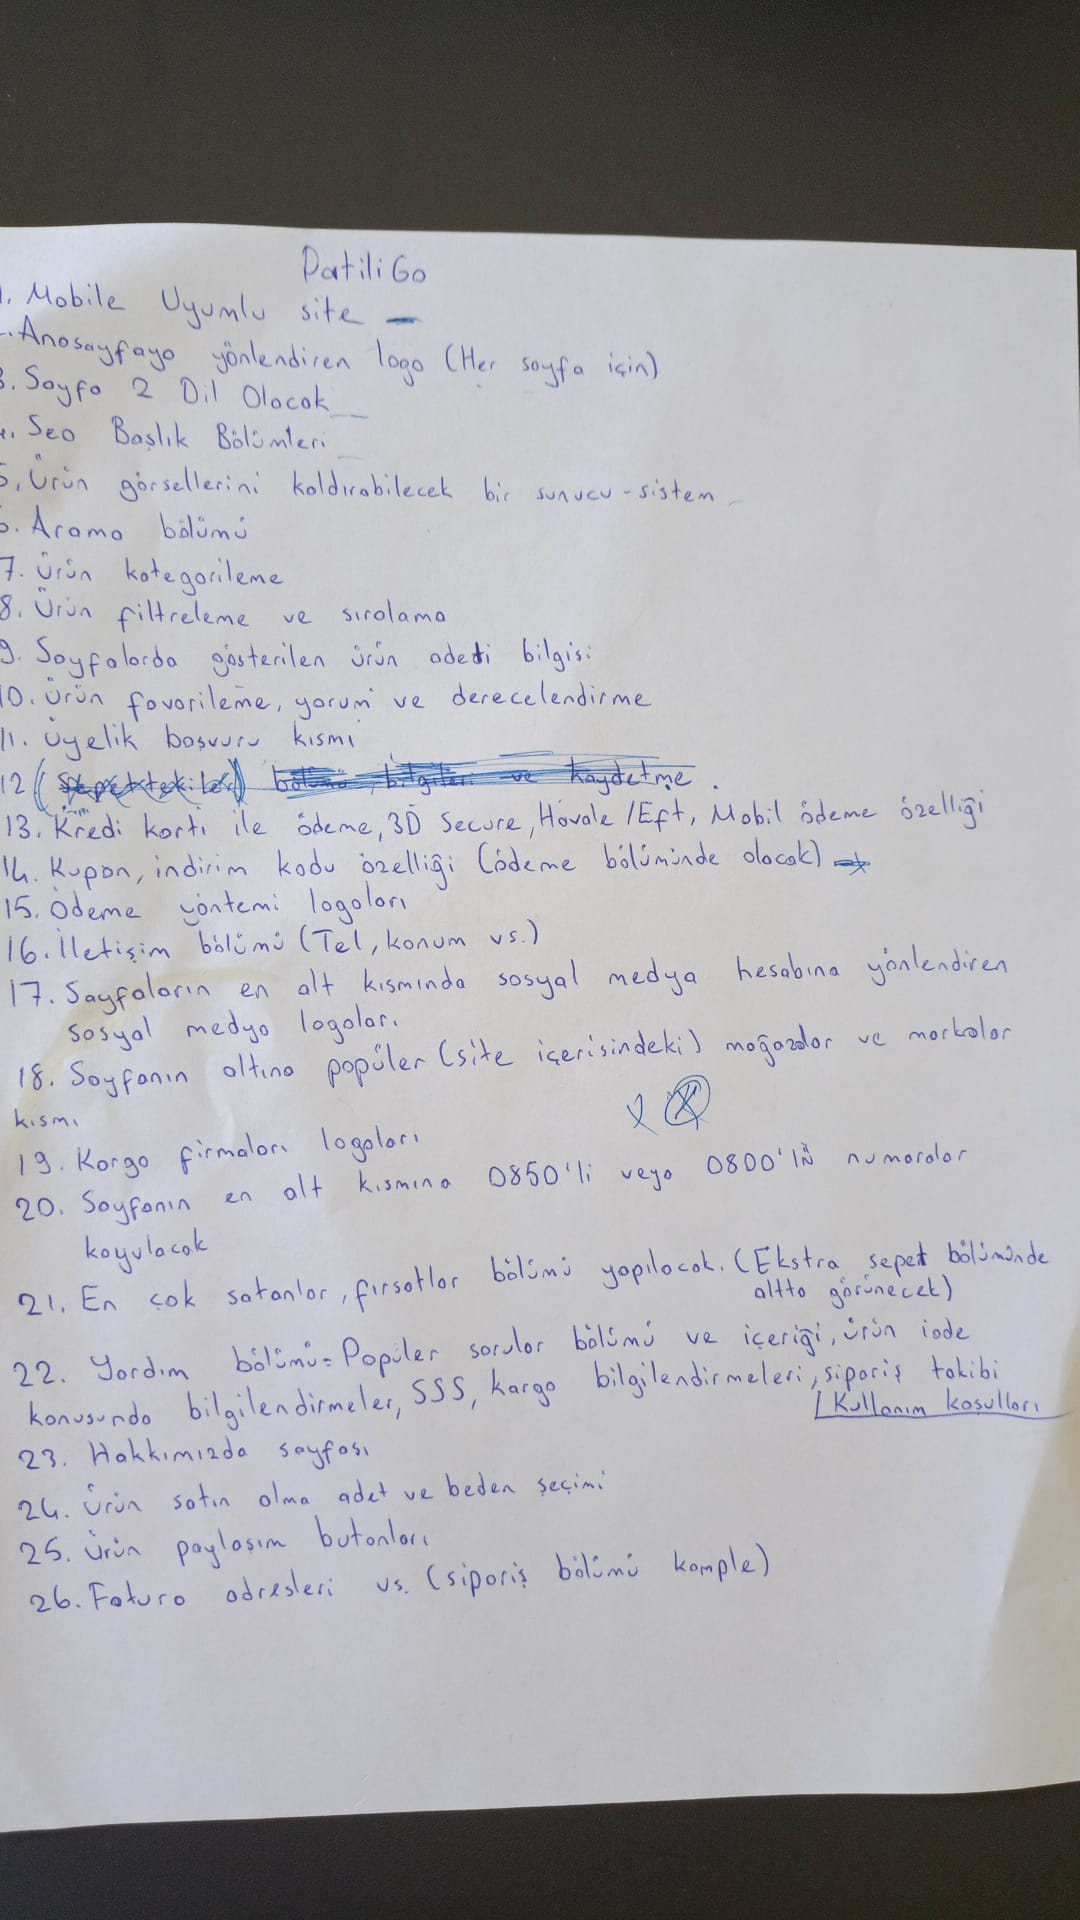 PatiliGo
1. Mobile Uyumlu site
2. Anasayfaya yönlendiren logo (Her sayfa için)
3. Sayfa 2 Dil Olacak
4. Seo Başlık Bölümleri
5. Ürün görsellerini kaldırabilecek bir sunucu-sistem
6. Arama bölümü
7. Ürün kategorileme
8. Ürün filtreleme ve sıralama
9. Sayfalarda gösterilen ürün adedi bilgisi
10. Ürün favorileme, yorum ve derecelendirme
11. Üyelik başvuru kısmı
12 (Sepettekiler) bölümü, bilgileri ve kaydetme.
13. Kredi kartı ile ödeme, 3D Secure, Havale /Eft, Mobil ödeme özelliği
14. Kupon, indirim kodu özelliği (ödeme bölümünde olacak)
15. Ödeme yöntemi logoları
16. İletişim bölümü (Tel, konum vs.)
17. Sayfaların en alt kısmında sosyal medya hesabına yönlendiren
sosyal medya logoları
18. Sayfanın altına popüler (site içerisindeki) mağazalar ve markalar
kısmı
19. Kargo firmaları logoları
20. Sayfanın en alt kısmına 0850'li veya 0800'lü numaralar
koyulacak
21. En çok satanlar, fırsatlar bölümü yapılacak. (Ekstra sepet bölümünde
altta görünecek)
22. Yardım bölümü= Popüler sorular bölümü ve içeriği, ürün iade
konusunda bilgilendirmeler, SSS, kargo bilgilendirmeleri, sipariş takibi
Kullanım koşulları
23. Hakkımızda sayfası
24. Ürün satın alma adet ve beden seçimi
25. Ürün paylaşım butonları
26. Fatura adresleri vs. (sipariş bölümü komple)